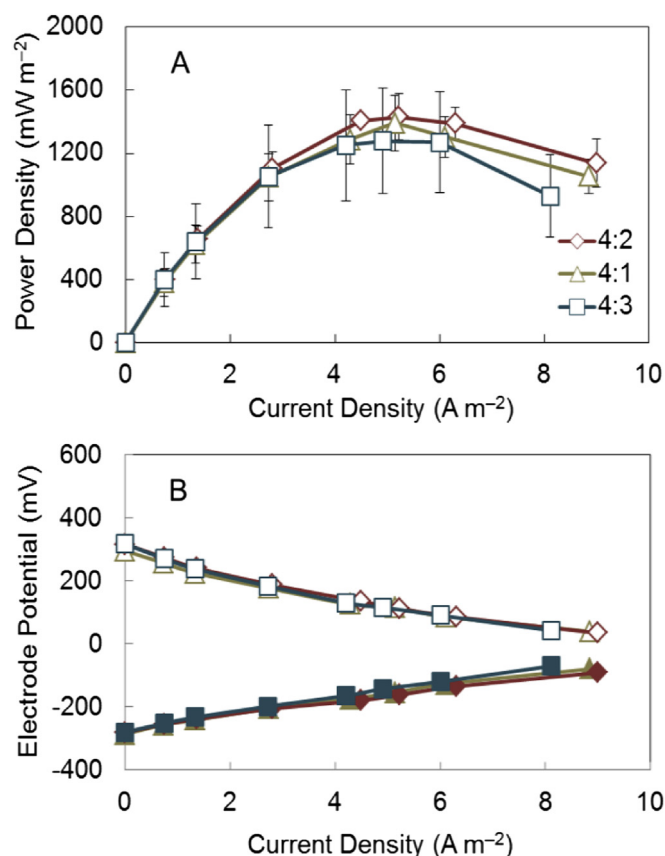 A
2000
1600
1200
800
400
0
Power Density (mW m⁻²)
4:2
4:1
4:3
0 2 4 6 8 10
Current Density (A m⁻²)
B
600
400
200
0
-200
-400
Electrode Potential (mV)
0 2 4 6 8 10
Current Density (A m⁻²)